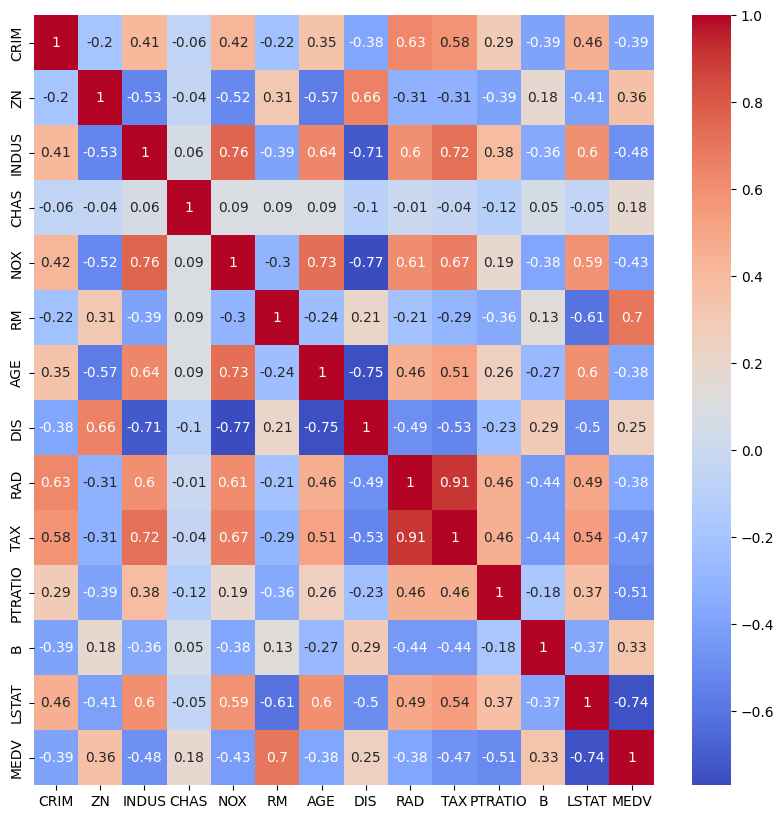 CRIM 1 -0.2 0.41 -0.06 0.42 -0.22 0.35 -0.38 0.63 0.58 0.29 -0.39 0.46 -0.39
ZN -0.2 1 -0.53 -0.04 -0.52 0.31 -0.57 0.66 -0.31 -0.31 -0.39 0.18 -0.41 0.36
INDUS 0.41 -0.53 1 0.06 0.76 -0.39 0.64 -0.71 0.6 0.72 0.38 -0.36 0.6 -0.48
CHAS -0.06 -0.04 0.06 1 0.09 0.09 0.09 -0.1 -0.01 -0.04 -0.12 0.05 -0.05 0.18
NOX 0.42 -0.52 0.76 0.09 1 -0.3 0.73 -0.77 0.61 0.67 0.19 -0.38 0.59 -0.43
RM -0.22 0.31 -0.39 0.09 -0.3 1 -0.24 0.21 -0.21 -0.29 -0.36 0.13 -0.61 0.7
AGE 0.35 -0.57 0.64 0.09 0.73 -0.24 1 -0.75 0.46 0.51 0.26 -0.27 0.6 -0.38
DIS -0.38 0.66 -0.71 -0.1 -0.77 0.21 -0.75 1 -0.49 -0.53 -0.23 0.29 -0.5 0.25
RAD 0.63 -0.31 0.6 -0.01 0.61 -0.21 0.46 -0.49 1 0.91 0.46 -0.44 0.49 -0.38
TAX 0.58 -0.31 0.72 -0.04 0.67 -0.29 0.51 -0.53 0.91 1 0.46 -0.44 0.54 -0.47
PTRATIO 0.29 -0.39 0.38 -0.12 0.19 -0.36 0.26 -0.23 0.46 0.46 1 -0.18 0.37 -0.51
B -0.39 0.18 -0.36 0.05 -0.38 0.13 -0.27 0.29 -0.44 -0.44 -0.18 1 -0.37 0.33
LSTAT 0.46 -0.41 0.6 -0.05 0.59 -0.61 0.6 -0.5 0.49 0.54 0.37 -0.37 1 -0.74
MEDV -0.39 0.36 -0.48 0.18 -0.43 0.7 -0.38 0.25 -0.38 -0.47 -0.51 0.33 -0.74 1
CRIM ZN INDUS CHAS NOX RM AGE DIS RAD TAX PTRATIO B LSTAT MEDV
1.0
0.8
0.6
0.4
0.2
0.0
-0.2
-0.4
-0.6